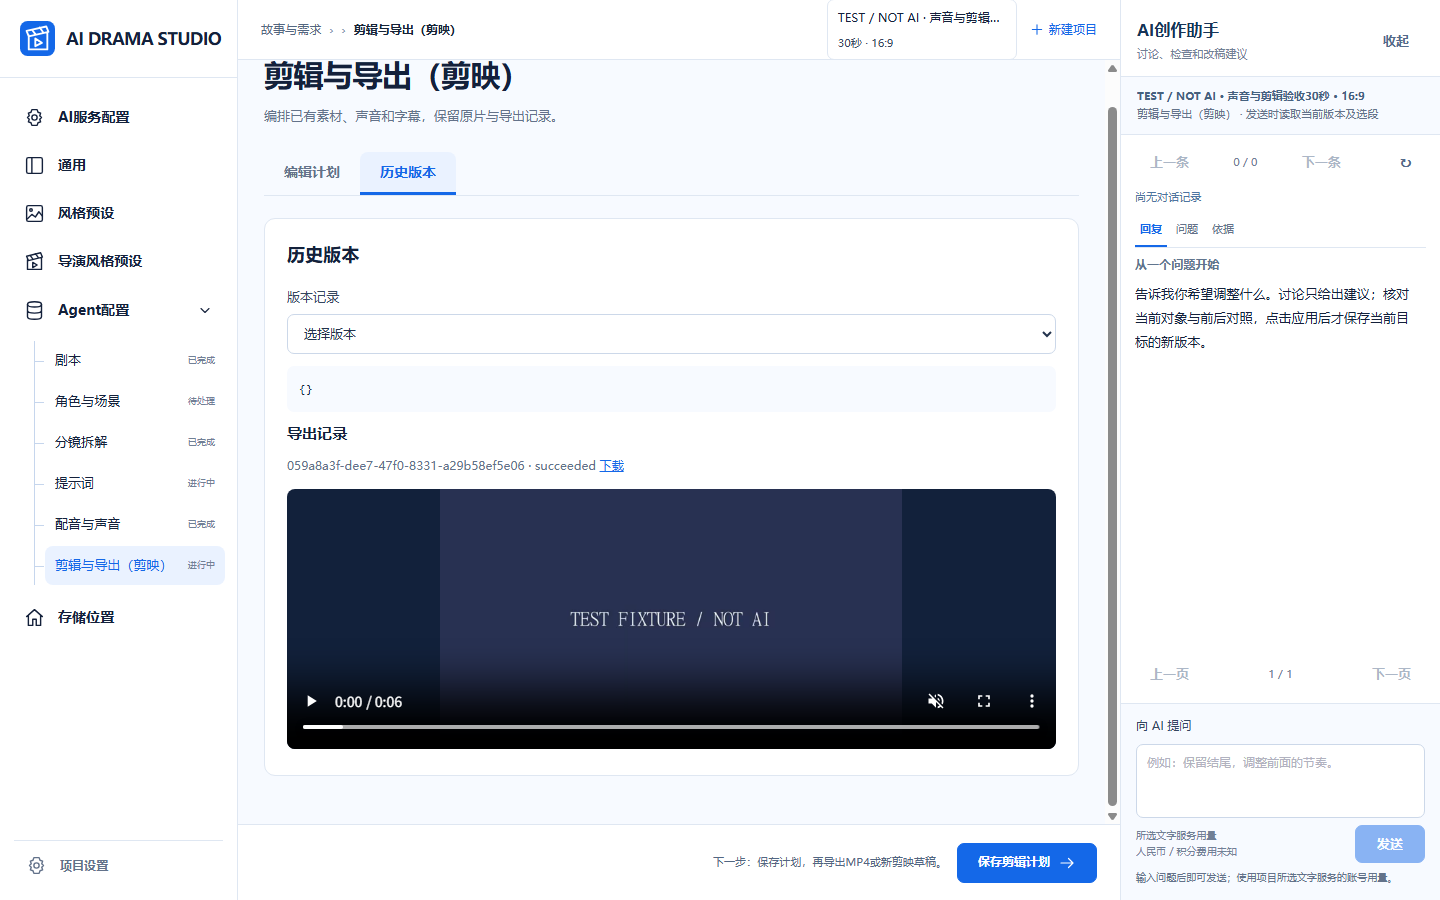 AI DRAMA STUDIO
AI服务配置
通用
风格预设
导演风格预设
Agent配置
剧本 已完成
角色与场景 待处理
分镜拆解 已完成
提示词 进行中
配音与声音 已完成
剪辑与导出（剪映） 进行中
存储位置
项目设置
故事与需求 › › 剪辑与导出（剪映）
TEST / NOT AI · 声音与剪辑...
30秒 · 16:9
新建项目
剪辑与导出（剪映）
编排已有素材、声音和字幕，保留原片与导出记录。
编辑计划 历史版本
历史版本
版本记录
选择版本
{}
导出记录
059a8a3f-dee7-47f0-8331-a29b58ef5e06 · succeeded 下载
TEST FIXTURE / NOT AI
0:00 / 0:06
下一步：保存计划，再导出MP4或新剪映草稿。
保存剪辑计划
AI创作助手
讨论、检查和改稿建议
收起
TEST / NOT AI • 声音与剪辑验收30秒 • 16:9
剪辑与导出（剪映） · 发送时读取当前版本及选段
上一条 0 / 0 下一条 ↻
尚无对话记录
回复 问题 依据
从一个问题开始
告诉我你希望调整什么。讨论只给出建议；核对
当前对象与前后对照，点击应用后才保存当前目
标的新版本。
上一页 1 / 1 下一页
向 AI 提问
例如：保留结尾，调整前面的节奏。
所选文字服务用量
人民币 / 积分费用未知
发送
输入问题后即可发送；使用项目所选文字服务的账号用量。